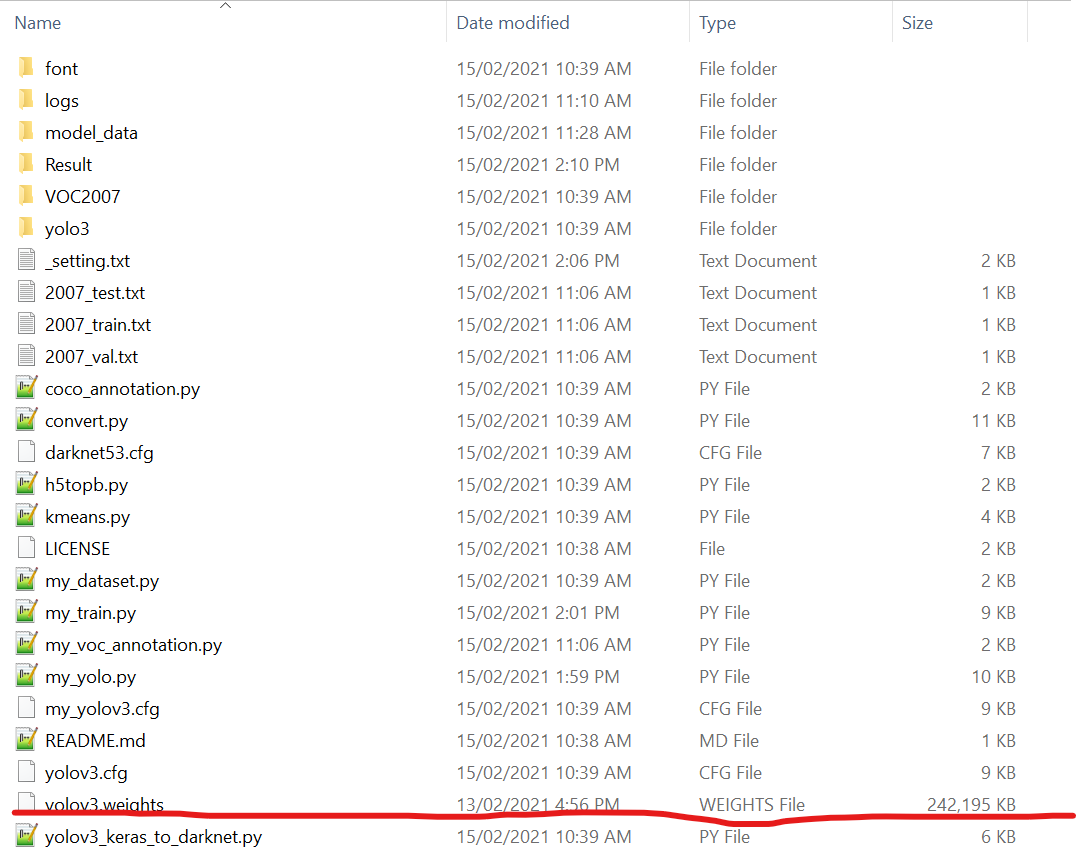 Name Date modified Type Size
font 15/02/2021 10:39 AM File folder
logs 15/02/2021 11:10 AM File folder
model_data 15/02/2021 11:28 AM File folder
Result 15/02/2021 2:10 PM File folder
VOC2007 15/02/2021 10:39 AM File folder
yolo3 15/02/2021 10:39 AM File folder
_setting.txt 15/02/2021 2:06 PM Text Document 2 KB
2007_test.txt 15/02/2021 11:06 AM Text Document 1 KB
2007_train.txt 15/02/2021 11:06 AM Text Document 1 KB
2007_val.txt 15/02/2021 11:06 AM Text Document 1 KB
coco_annotation.py 15/02/2021 10:39 AM PY File 2 KB
convert.py 15/02/2021 10:39 AM PY File 11 KB
darknet53.cfg 15/02/2021 10:39 AM CFG File 7 KB
h5topb.py 15/02/2021 10:39 AM PY File 2 KB
kmeans.py 15/02/2021 10:39 AM PY File 4 KB
LICENSE 15/02/2021 10:38 AM File 2 KB
my_dataset.py 15/02/2021 10:39 AM PY File 2 KB
my_train.py 15/02/2021 2:01 PM PY File 9 KB
my_voc_annotation.py 15/02/2021 11:06 AM PY File 2 KB
my_yolo.py 15/02/2021 1:59 PM PY File 10 KB
my_yolov3.cfg 15/02/2021 10:39 AM CFG File 9 KB
README.md 15/02/2021 10:38 AM MD File 1 KB
yolov3.cfg 15/02/2021 10:39 AM CFG File 9 KB
yolov3.weights 13/02/2021 4:56 PM WEIGHTS File 242,195 KB
yolov3_keras_to_darknet.py 15/02/2021 10:39 AM PY File 6 KB